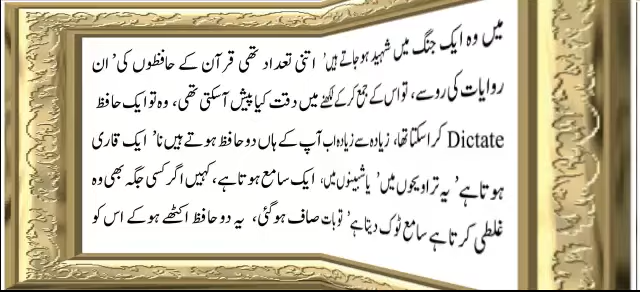 میں وہ ایک جنگ میں شہید ہو جاتے ہیں' اتنی تعداد تھی قرآن کے حافظوں کی' ان
روایات کی رو سے، تو اس کے جمع کر کے لکھنے میں دقت کیا پیش آسکتی تھی، وہ تو ایک حافظ
Dictate کرا سکتا تھا، زیادہ سے زیادہ اب آپ کے ہاں دو حافظ ہوتے ہیں نا' ایک قاری
ہوتا ہے' یہ تراویحوں میں' یا شبینوں میں، ایک سامع ہوتا ہے، کہیں اگر کسی جگہ بھی وہ
غلطی کرتا ہے سامع ٹوک دیتا ہے' تو بات صاف ہو گئی، یہ دو حافظ اکٹھے ہو کے اس کو